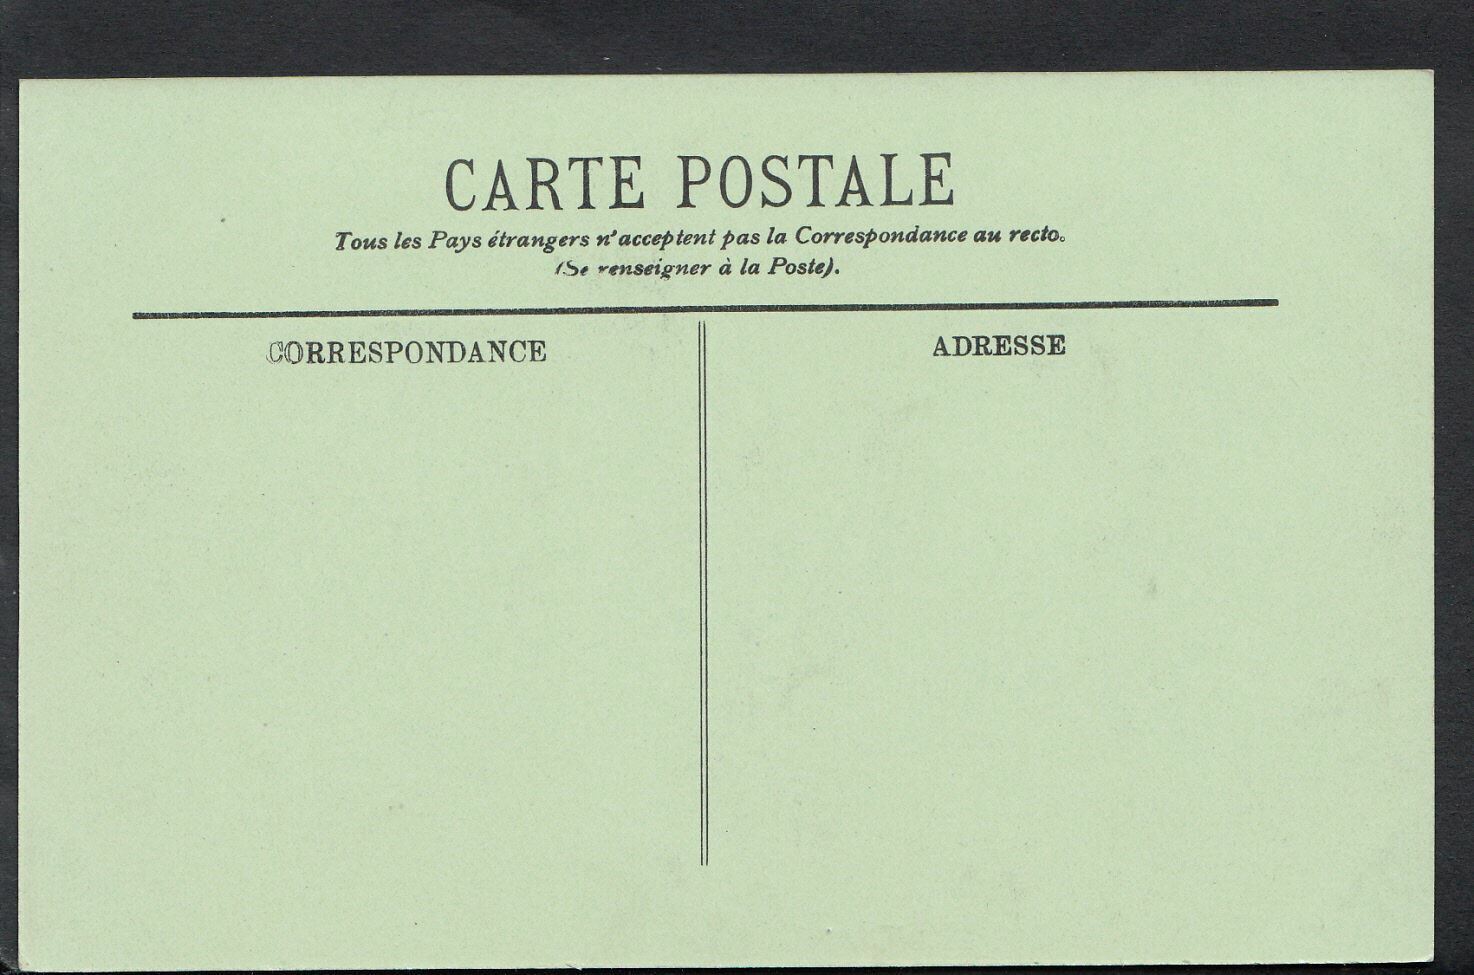 CARTE POSTALE
Tous les Pays étrangers n'acceptent pas la Correspondance au recto.
(Se renseigner à la Poste).
CORRESPONDANCE
ADRESSE